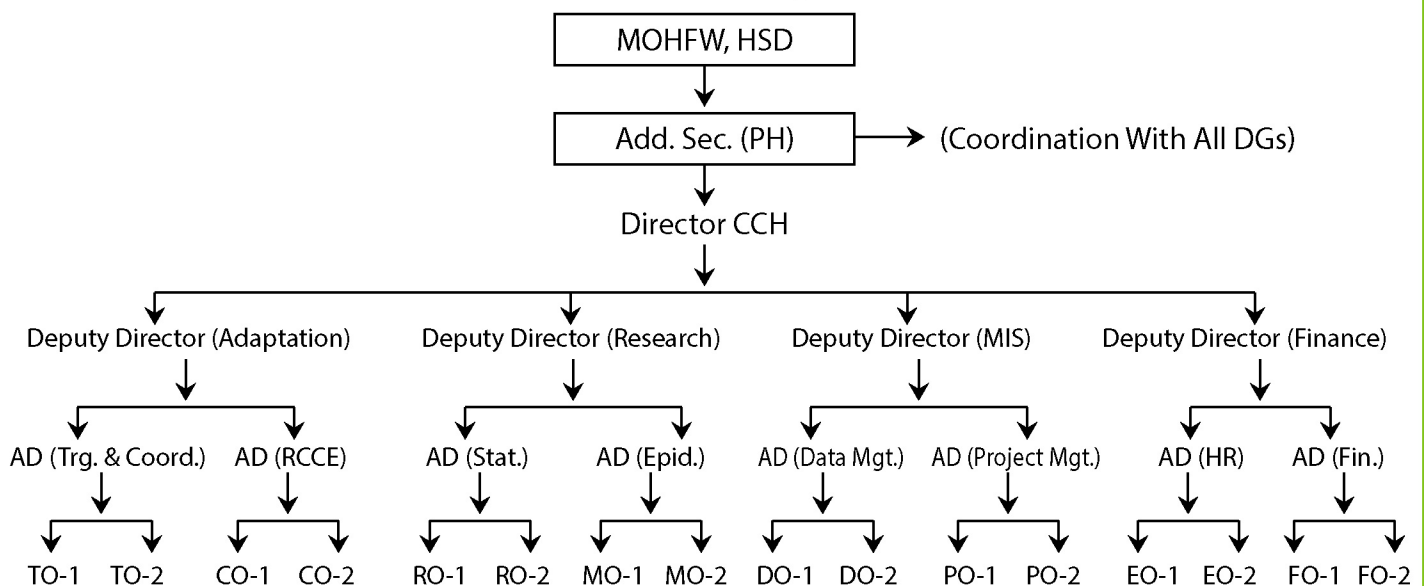 MOHFW, HSD
Add. Sec. (PH)
(Coordination With All DGs)
Director CCH
Deputy Director (Adaptation)
Deputy Director (Research)
Deputy Director (MIS)
Deputy Director (Finance)
AD (Trg. & Coord.)
AD (RCCE)
AD (Stat.)
AD (Epid.)
AD (Data Mgt.)
AD (Project Mgt.)
AD (HR)
AD (Fin.)
TO-1
TO-2
CO-1
CO-2
RO-1
RO-2
MO-1
MO-2
DO-1
DO-2
PO-1
PO-2
EO-1
EO-2
FO-1
FO-2